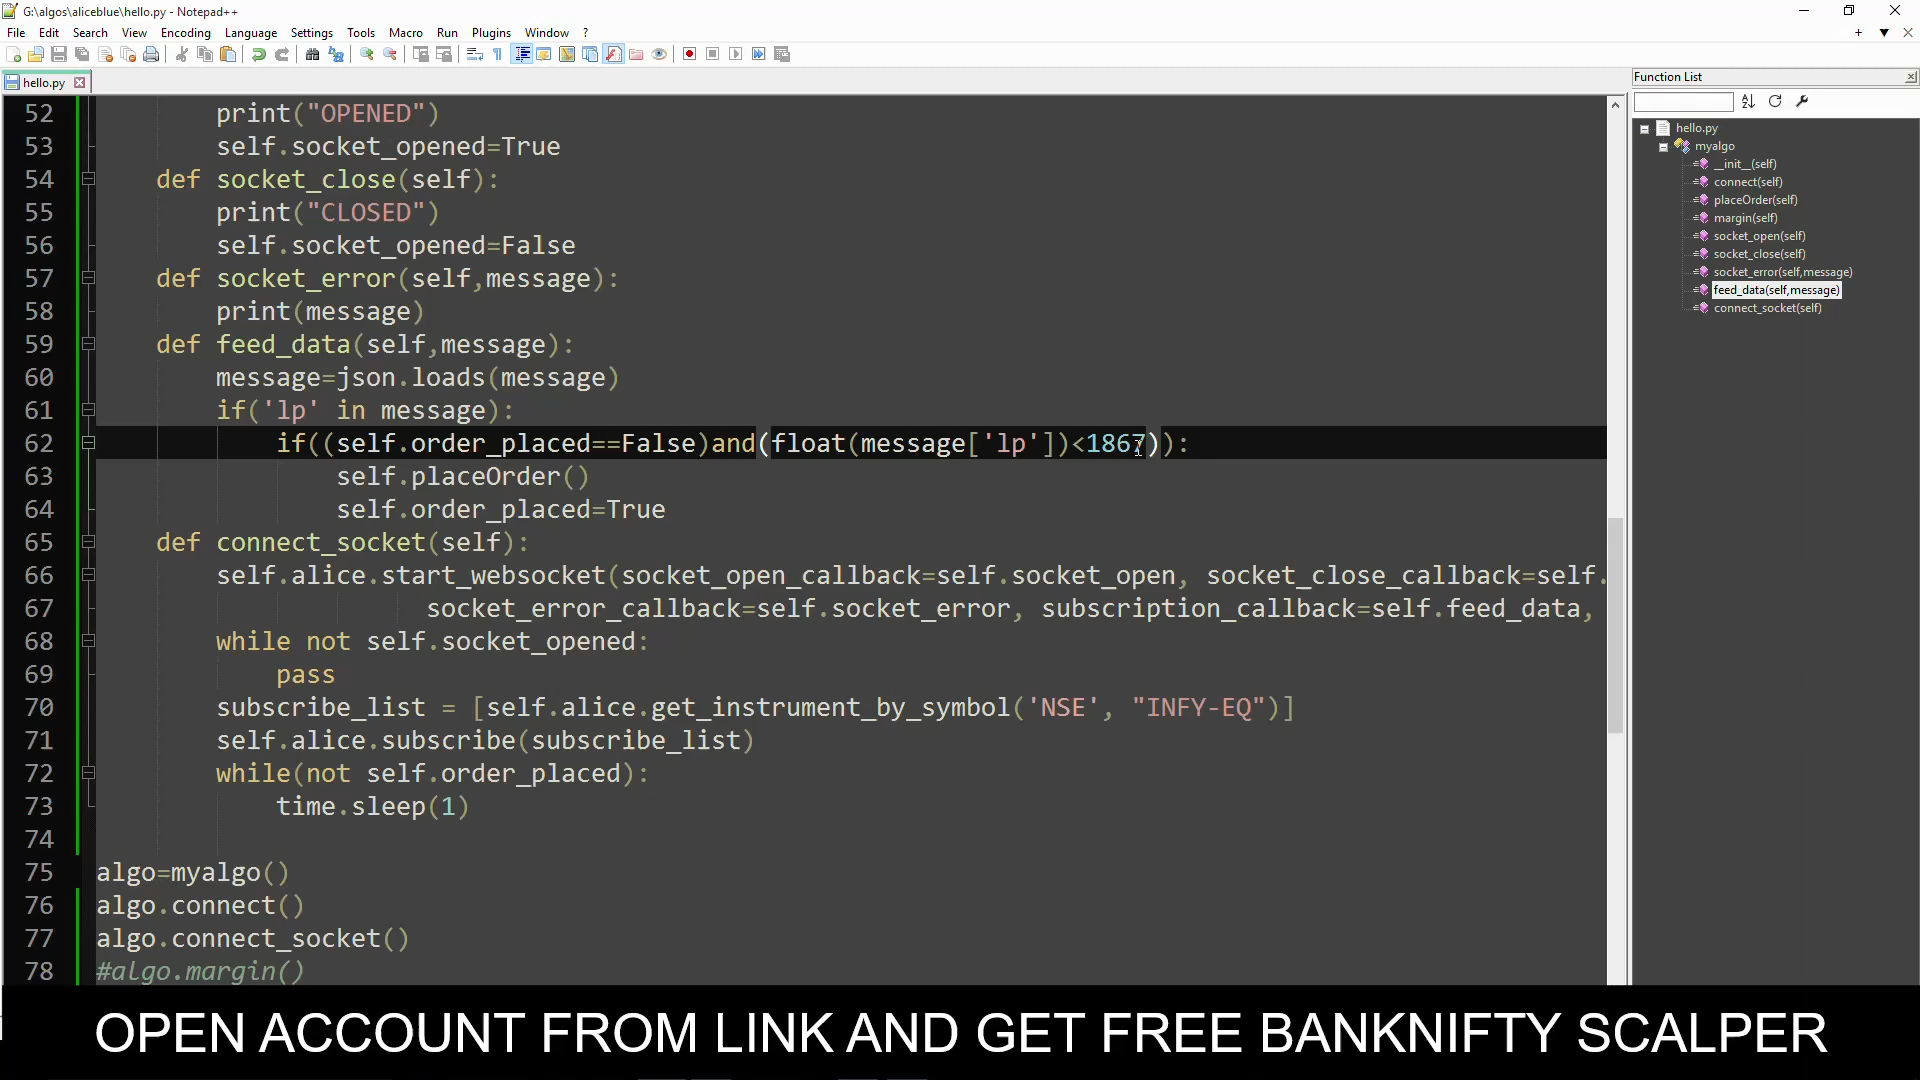 G:\algos\aliceblue\hello.py - Notepad++
File Edit Search View Encoding Language Settings Tools Macro Run Plugins Window ?
hello.py
Function List
52 print("OPENED")
53 self.socket_opened=True
54 def socket_close(self):
55 print("CLOSED")
56 self.socket_opened=False
57 def socket_error(self,message):
58 print(message)
59 def feed_data(self,message):
60 message=json.loads(message)
61 if('lp' in message):
62 if((self.order_placed==False)and(float(message['lp'])<1867)):
63 self.placeOrder()
64 self.order_placed=True
65 def connect_socket(self):
66 self.alice.start_websocket(socket_open_callback=self.socket_open, socket_close_callback=self.
67 socket_error_callback=self.socket_error, subscription_callback=self.feed_data,
68 while not self.socket_opened:
69 pass
70 subscribe_list = [self.alice.get_instrument_by_symbol('NSE', "INFY-EQ")]
71 self.alice.subscribe(subscribe_list)
72 while(not self.order_placed):
73 time.sleep(1)
74
75 algo=myalgo()
76 algo.connect()
77 algo.connect_socket()
78 #algo.margin()
hello.py
myalgo
__init__(self)
connect(self)
placeOrder(self)
margin(self)
socket_open(self)
socket_close(self)
socket_error(self,message)
feed_data(self,message)
connect_socket(self)
OPEN ACCOUNT FROM LINK AND GET FREE BANKNIFTY SCALPER